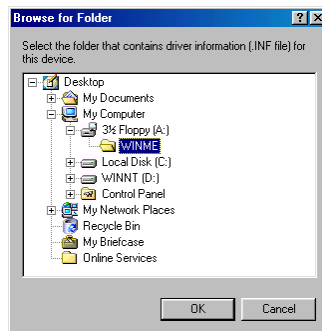 Browse for Folder
Select the folder that contains driver information (.INF file) for
this device.
Desktop
My Documents
My Computer
3½ Floppy (A:)
WINME
Local Disk (C:)
WINNT (D:)
Control Panel
My Network Places
Recycle Bin
My Briefcase
Online Services
OK Cancel